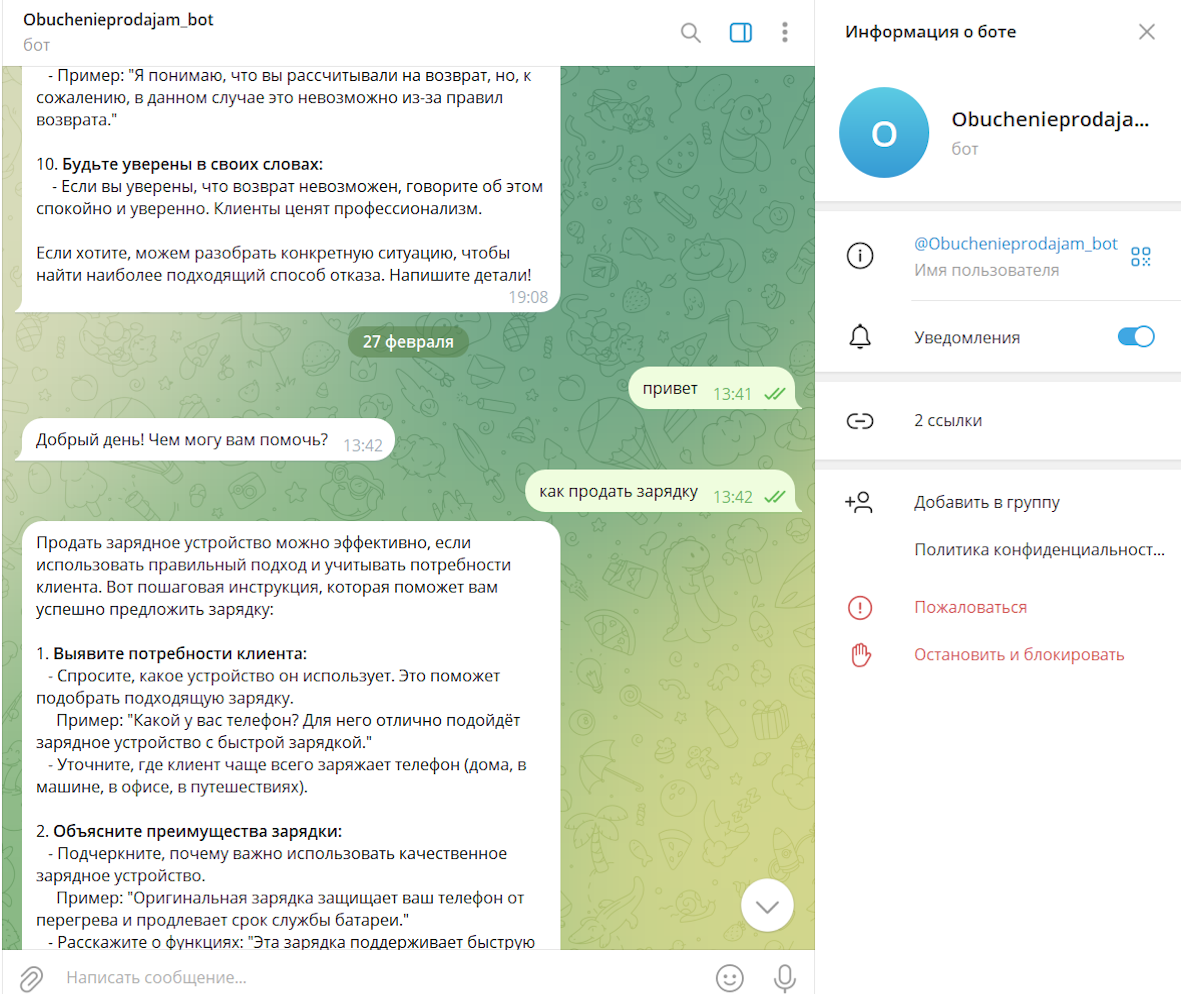 Obuchenieprodajam_bot
бот
- Пример: "Я понимаю, что вы рассчитывали на возврат, но, к
сожалению, в данном случае это невозможно из-за правил
возврата."
10. Будьте уверены в своих словах:
- Если вы уверены, что возврат невозможен, говорите об этом
спокойно и уверенно. Клиенты ценят профессионализм.
Если хотите, можем разобрать конкретную ситуацию, чтобы
найти наиболее подходящий способ отказа. Напишите детали!
19:08
27 февраля
привет 13:41
Добрый день! Чем могу вам помочь? 13:42
как продать зарядку 13:42
Продать зарядное устройство можно эффективно, если
использовать правильный подход и учитывать потребности
клиента. Вот пошаговая инструкция, которая поможет вам
успешно предложить зарядку:
1. Выявите потребности клиента:
- Спросите, какое устройство он использует. Это поможет
подобрать подходящую зарядку.
Пример: "Какой у вас телефон? Для него отлично подойдёт
зарядное устройство с быстрой зарядкой."
- Уточните, где клиент чаще всего заряжает телефон (дома, в
машине, в офисе, в путешествиях).
2. Объясните преимущества зарядки:
- Подчеркните, почему важно использовать качественное
зарядное устройство.
Пример: "Оригинальная зарядка защищает ваш телефон от
перегрева и продлевает срок службы батареи."
- Расскажите о функциях: "Эта зарядка поддерживает быструю
Написать сообщение...
Информация о боте
O
Obuchenieprodaja...
бот
@Obuchenieprodajam_bot
Имя пользователя
Уведомления
2 ссылки
Добавить в группу
Политика конфиденциальност...
Пожаловаться
Остановить и блокировать